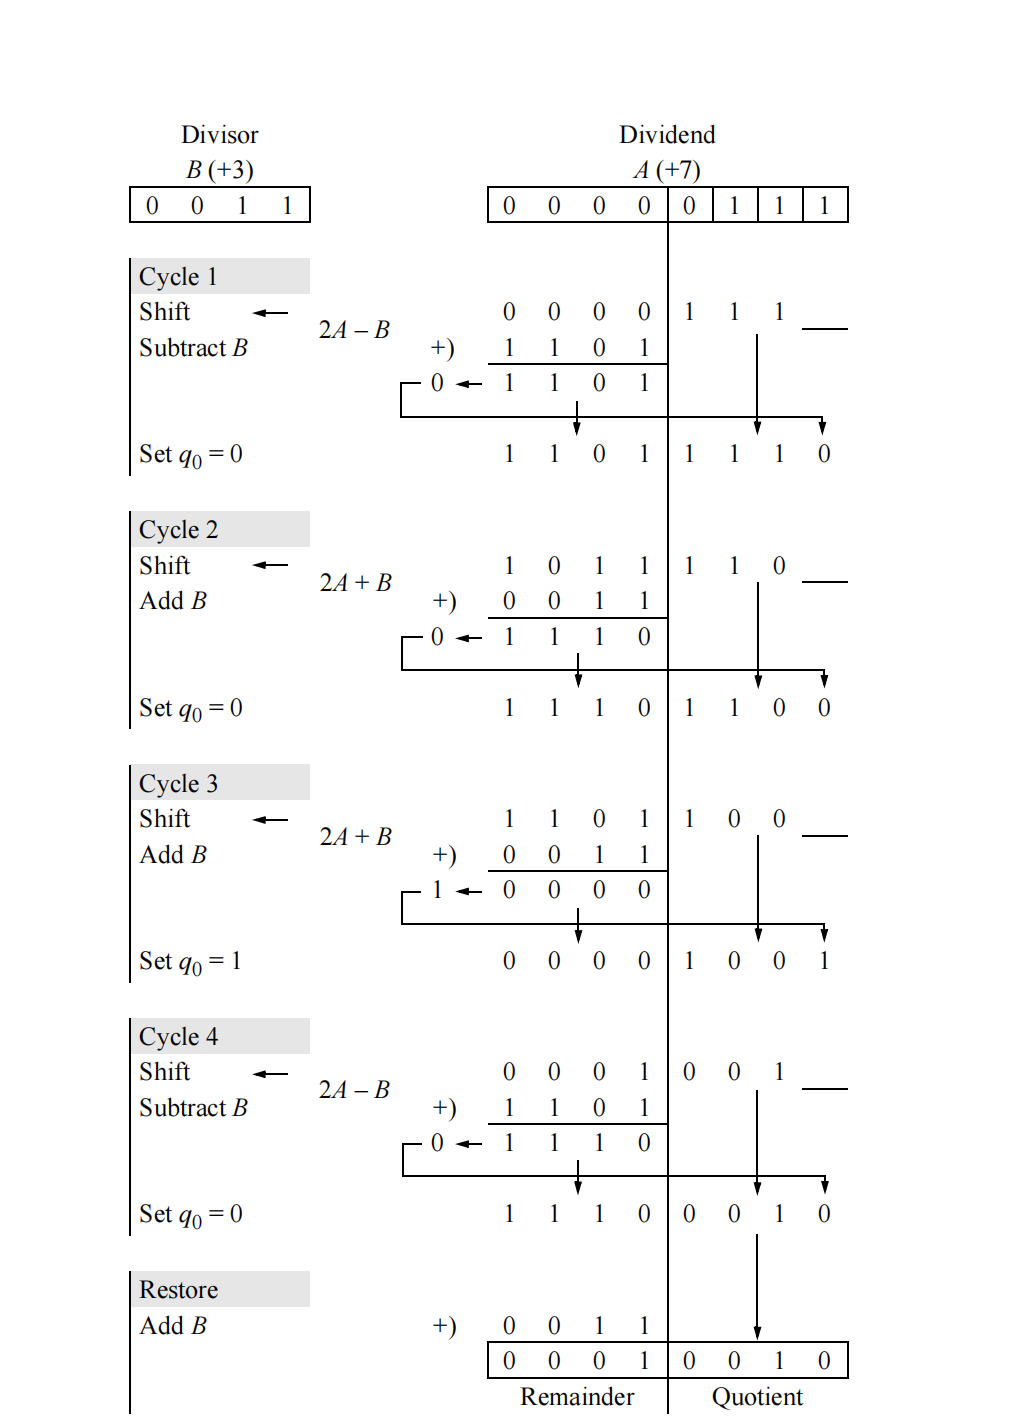 Divisor Dividend
B (+3) A (+7)
0 0 1 1 0 0 0 0 0 1 1 1
Cycle 1
Shift 0 0 0 0 1 1 1
2A – B
Subtract B +) 1 1 0 1
0 1 1 0 1
Set q0 = 0 1 1 0 1 1 1 1 0
Cycle 2
Shift 1 0 1 1 1 1 0
2A + B
Add B +) 0 0 1 1
0 1 1 1 0
Set q0 = 0 1 1 1 0 1 1 0 0
Cycle 3
Shift 1 1 0 1 1 0 0
2A + B
Add B +) 0 0 1 1
1 0 0 0 0
Set q0 = 1 0 0 0 0 1 0 0 1
Cycle 4
Shift 0 0 0 1 0 0 1
2A – B
Subtract B +) 1 1 0 1
0 1 1 1 0
Set q0 = 0 1 1 1 0 0 0 1 0
Restore
Add B +) 0 0 1 1
0 0 0 1 0 0 1 0
Remainder Quotient